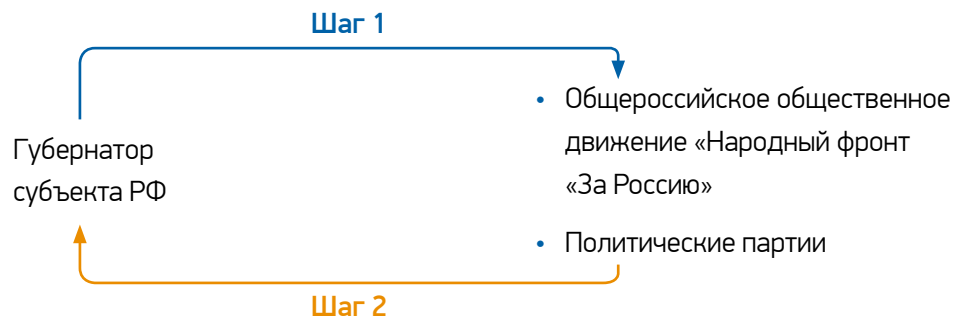 Шаг 1
Губернатор
субъекта РФ
• Общероссийское общественное
движение «Народный фронт
«За Россию»
• Политические партии
Шаг 2